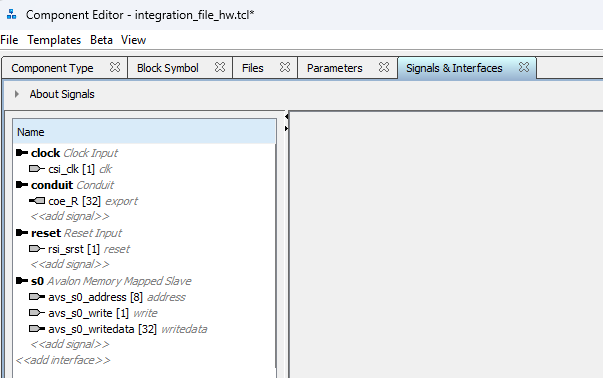 Component Editor - integration_file_hw.tcl*
File Templates Beta View
Component Type Block Symbol Files Parameters Signals & Interfaces
About Signals
Name
clock Clock Input
csi_clk [1] clk
conduit Conduit
coe_R [32] export
<<add signal>>
reset Reset Input
rsi_srst [1] reset
<<add signal>>
s0 Avalon Memory Mapped Slave
avs_s0_address [8] address
avs_s0_write [1] write
avs_s0_writedata [32] writedata
<<add signal>>
<<add interface>>